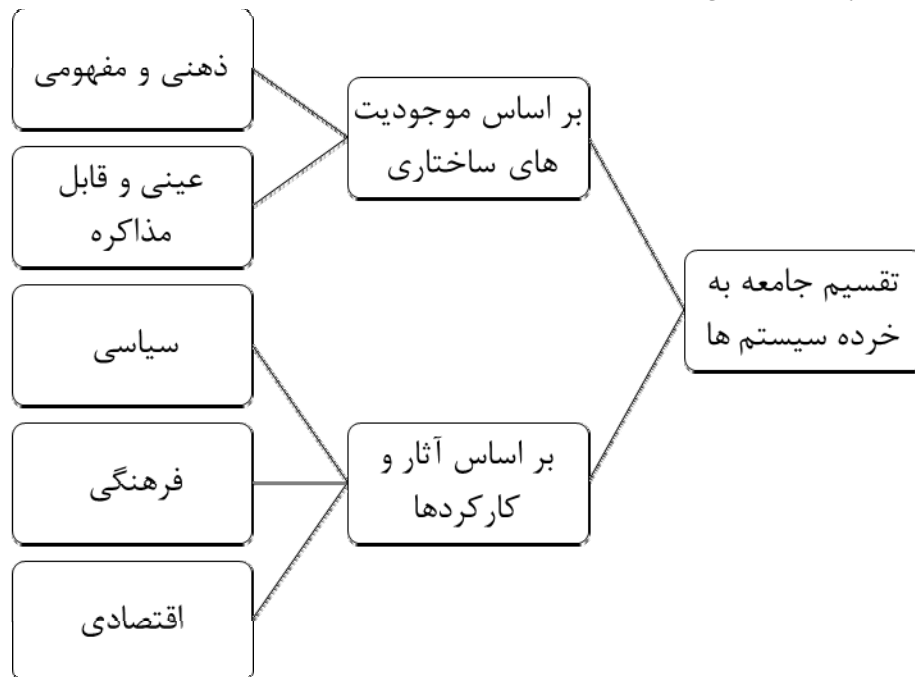 تقسیم جامعه به
خرده سیستم ها
بر اساس موجودیت
های ساختاری
ذهنی و مفهومی
عینی و قابل
مذاکره
بر اساس آثار و
کارکردها
سیاسی
فرهنگی
اقتصادی